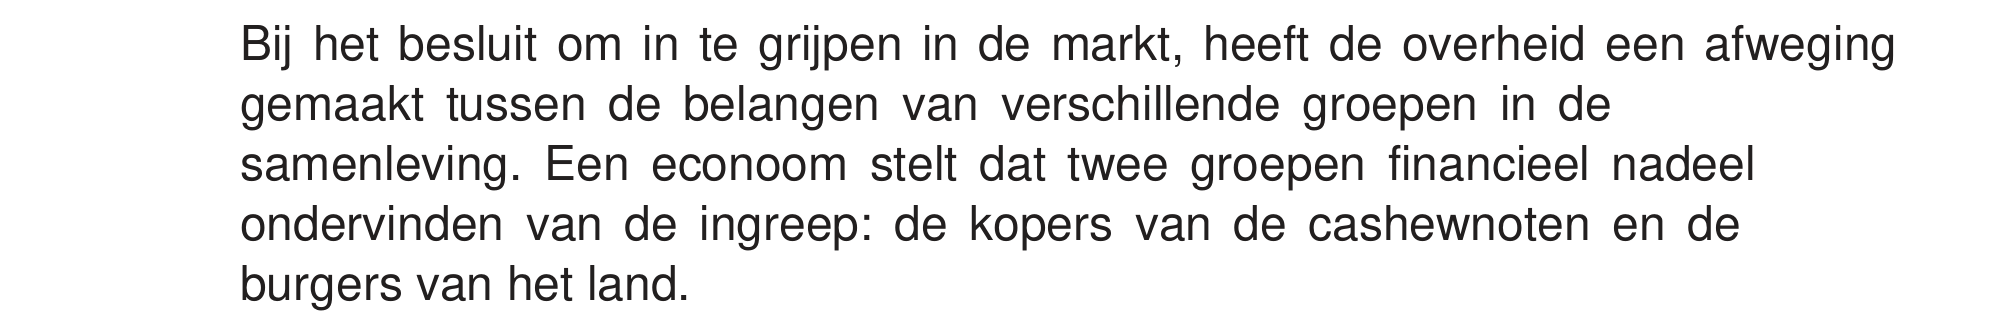 Bij het besluit om in te grijpen in de markt, heeft de overheid een afweging
gemaakt tussen de belangen van verschillende groepen in de
samenleving. Een econoom stelt dat twee groepen financieel nadeel
ondervinden van de ingreep: de kopers van de cashewnoten en de
burgers van het land.